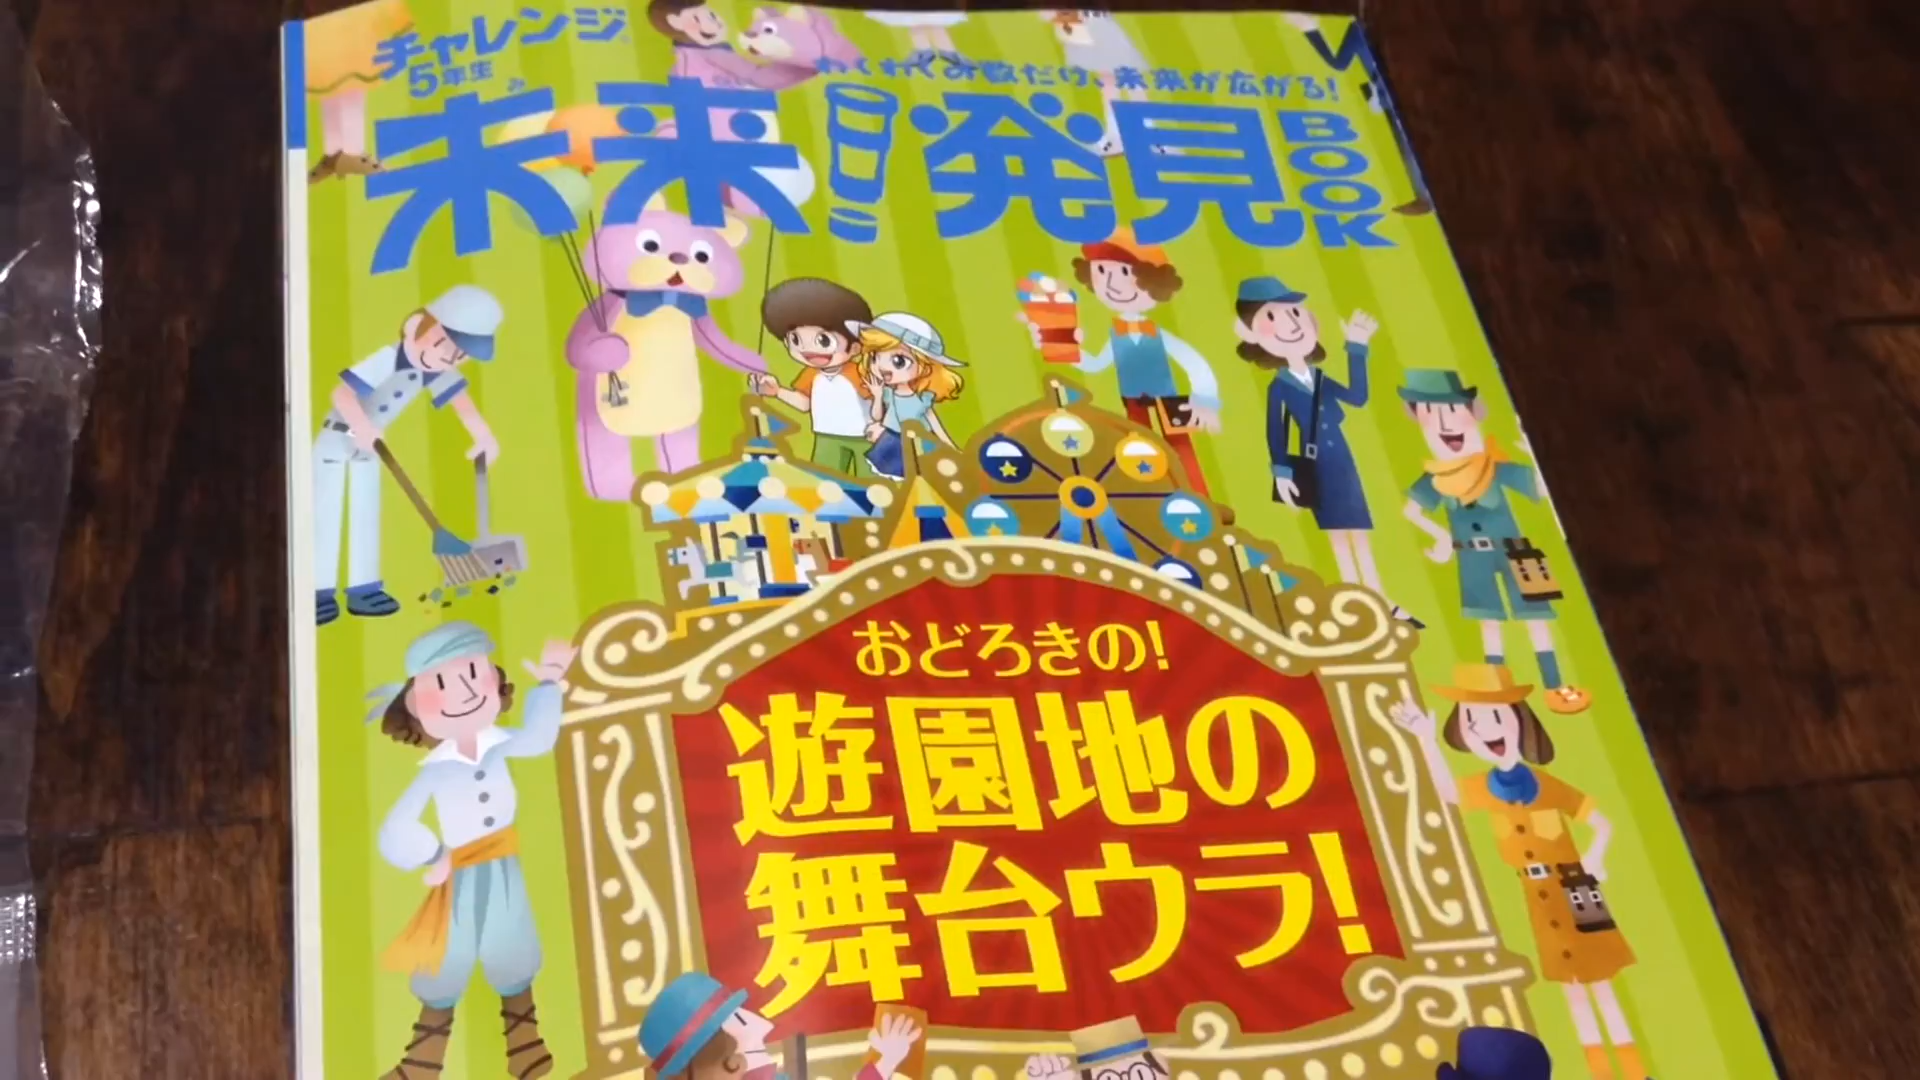 チャレンジ
5年生
わくわくの数だけ、未来が広がる!
未来発見BOOK
おどろきの!
遊園地の
舞台ウラ!